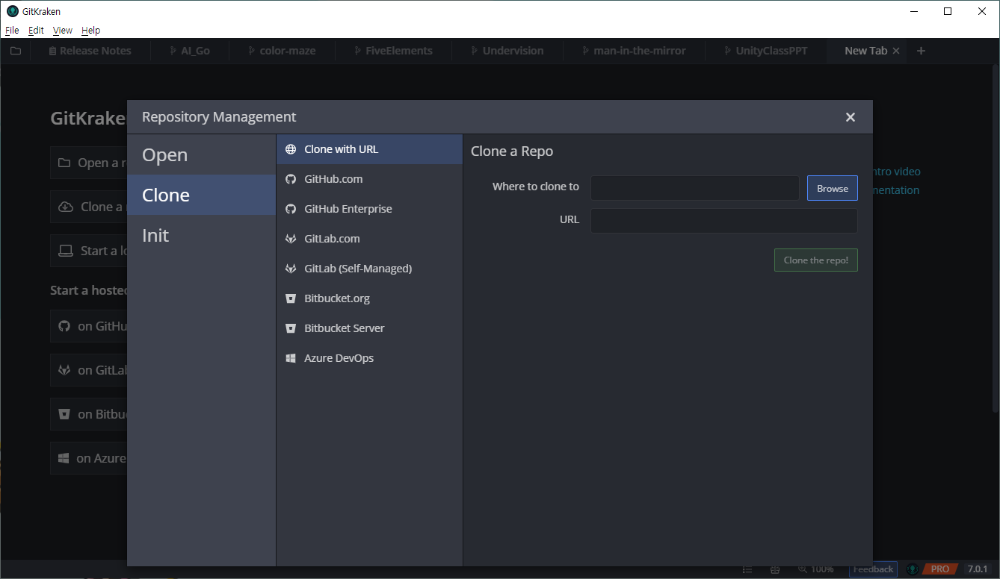 GitKraken
File Edit View Help
Release Notes AI_Go color-maze FiveElements Undervision man-in-the-mirror UnityClassPPT New Tab
GitKrake
Open a r
Clone a
Start a lo
Start a hosted
on GitHu
on GitLa
on Bitbu
on Azure
ntro video
mentation
Repository Management
Open
Clone
Init
Clone with URL
GitHub.com
GitHub Enterprise
GitLab.com
GitLab (Self-Managed)
Bitbucket.org
Bitbucket Server
Azure DevOps
Clone a Repo
Where to clone to
Browse
URL
Clone the repo!
100% Feedback PRO 7.0.1